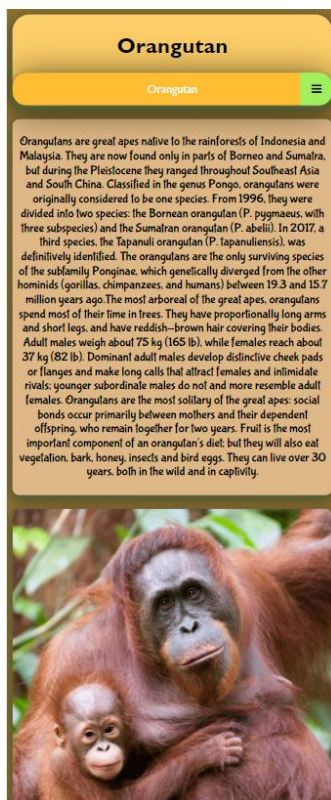 Orangutan
Orangutan
Orangutans are great apes native to the rainforests of Indonesia and
Malaysia. They are now found only in parts of Borneo and Sumatra,
but during the Pleistocene they ranged throughout Southeast Asia
and South China. Classified in the genus Pongo, orangutans were
originally considered to be one species. From 1996, they were
divided into two species: the Bornean orangutan (P. pygmaeus, with
three subspecies) and the Sumatran orangutan (P. abelii). In 2017, a
third species, the Tapanuli orangutan (P. tapanuliensis), was
definitively identified. The orangutans are the only surviving species
of the subfamily Ponginae, which genetically diverged from the other
hominids (gorillas, chimpanzees, and humans) between 19.3 and 15.7
million years ago.The most arboreal of the great apes, orangutans
spend most of their time in trees. They have proportionally long arms
and short legs, and have reddish-brown hair covering their bodies.
Adult males weigh about 75 kg (165 lb), while females reach about
37 kg (82 lb). Dominant adult males develop distinctive cheek pads
or flanges and make long calls that attract females and intimidate
rivals; younger subordinate males do not and more resemble adult
females. Orangutans are the most solitary of the great apes: social
bonds occur primarily between mothers and their dependent
offspring, who remain together for two years. Fruit is the most
important component of an orangutan's diet; but they will also eat
vegetation, bark, honey, insects and bird eggs. They can live over 30
years, both in the wild and in captivity.